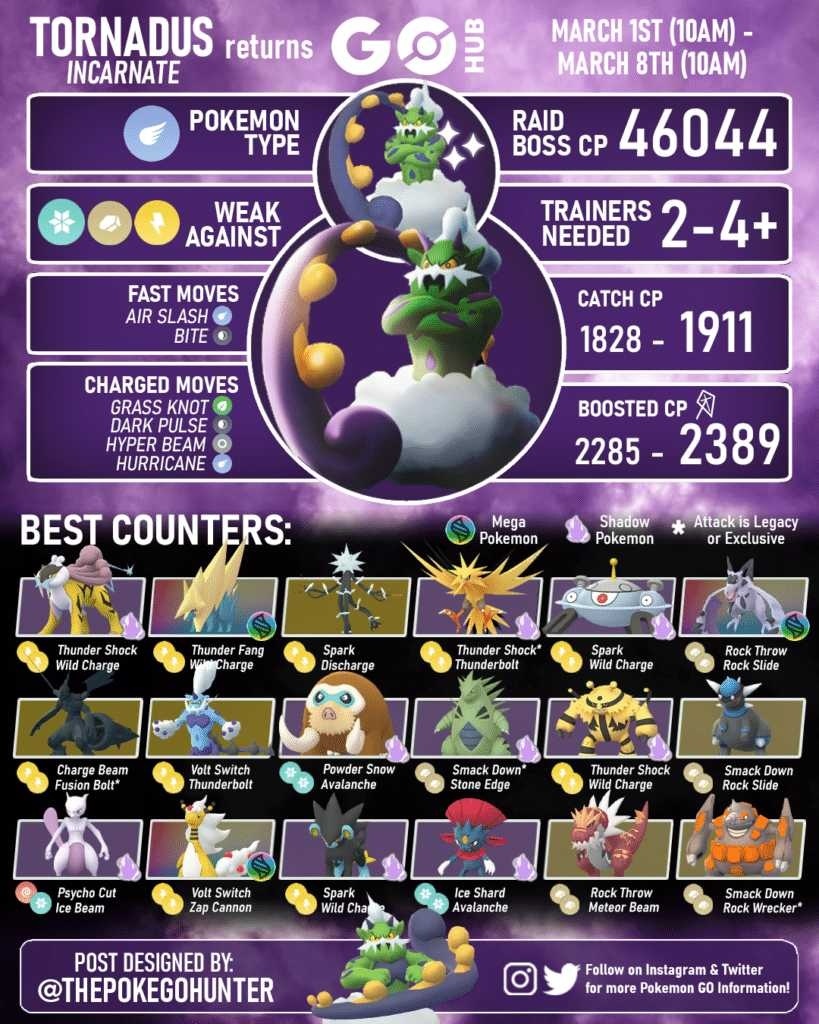 TORNADUS
INCARNATE
returns
GO HUB
MARCH 1ST (10AM) -
MARCH 8TH (10AM)
POKEMON
TYPE
RAID
BOSS CP 46044
WEAK
AGAINST
TRAINERS
NEEDED 2-4+
FAST MOVES
AIR SLASH
BITE
CATCH CP
1828 - 1911
CHARGED MOVES
GRASS KNOT
DARK PULSE
HYPER BEAM
HURRICANE
BOOSTED CP
2285 - 2389
BEST COUNTERS:
Mega
Pokemon
Shadow
Pokemon
* Attack is Legacy
or Exclusive
Thunder Shock
Wild Charge
Thunder Fang
Wild Charge
Spark
Discharge
Thunder Shock*
Thunderbolt
Spark
Wild Charge
Rock Throw
Rock Slide
Charge Beam
Fusion Bolt*
Volt Switch
Thunderbolt
Powder Snow
Avalanche
Smack Down*
Stone Edge
Thunder Shock
Wild Charge
Smack Down
Rock Slide
Psycho Cut
Ice Beam
Volt Switch
Zap Cannon
Spark
Wild Charge
Ice Shard
Avalanche
Rock Throw
Meteor Beam
Smack Down
Rock Wrecker*
POST DESIGNED BY:
@THEPOKEGOHUNTER
Follow on Instagram & Twitter
for more Pokemon GO Information!